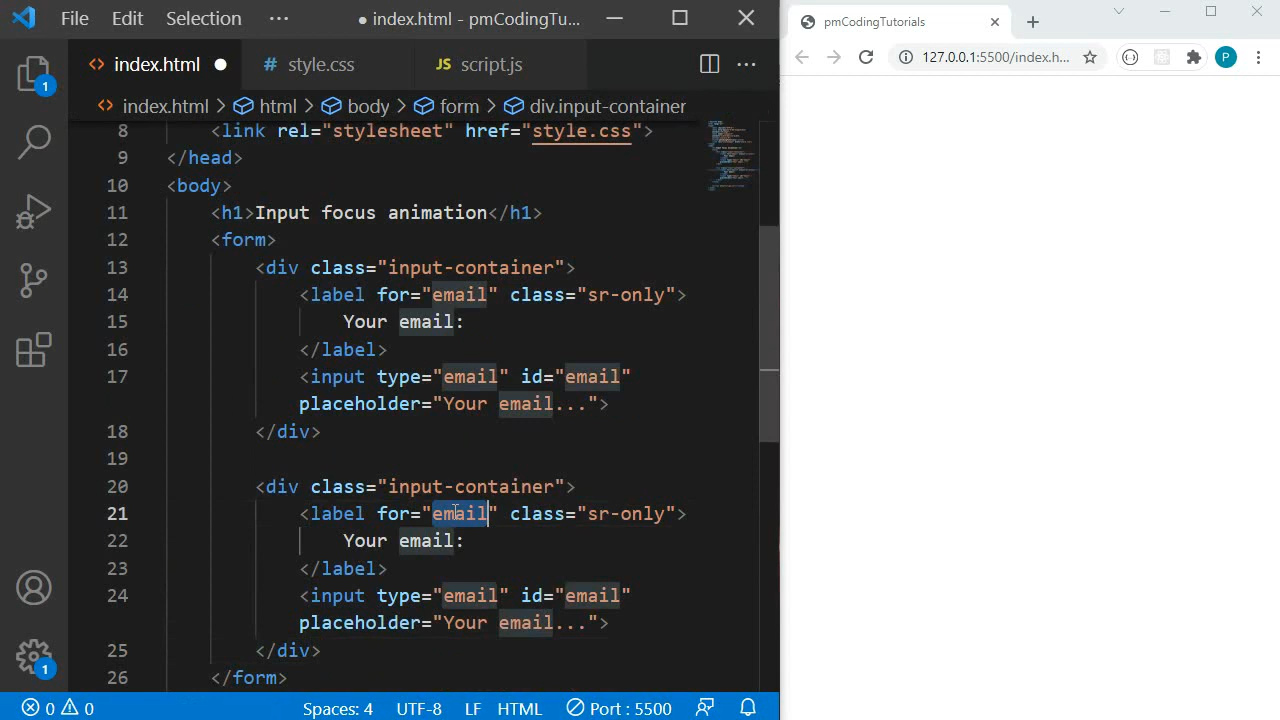 File Edit Selection ··· ● index.html - pmCodingTu...
index.html ● # style.css JS script.js ···
index.html > html > body > form > div.input-container
8 <link rel="stylesheet" href="style.css">
9 </head>
10 <body>
11 <h1>Input focus animation</h1>
12 <form>
13 <div class="input-container">
14 <label for="email" class="sr-only">
15 Your email:
16 </label>
17 <input type="email" id="email"
placeholder="Your email...">
18 </div>
19
20 <div class="input-container">
21 <label for="email" class="sr-only">
22 Your email:
23 </label>
24 <input type="email" id="email"
placeholder="Your email...">
25 </div>
26 </form>
1
1
0 0 Spaces: 4 UTF-8 LF HTML Port : 5500
pmCodingTutorials
127.0.0.1:5500/index.h... P